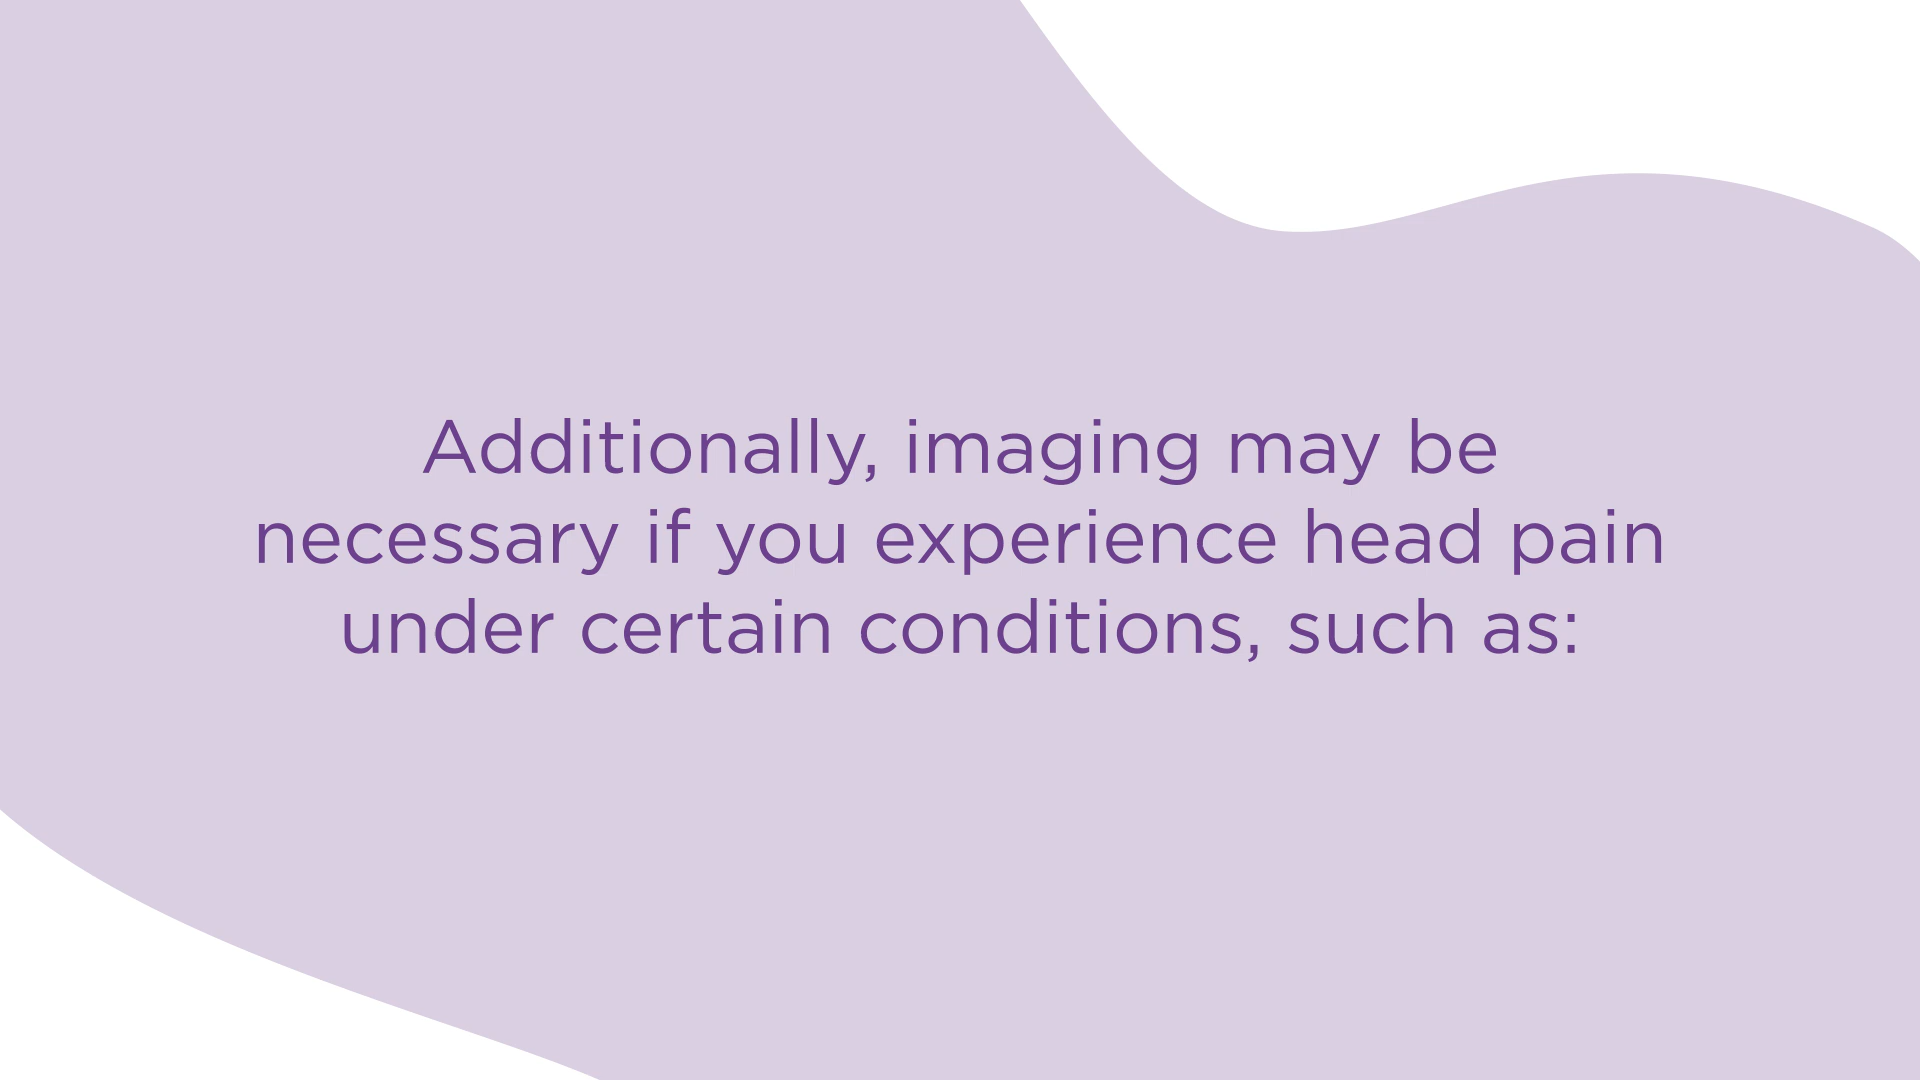 Additionally, imaging may be
necessary if you experience head pain
under certain conditions, such as: